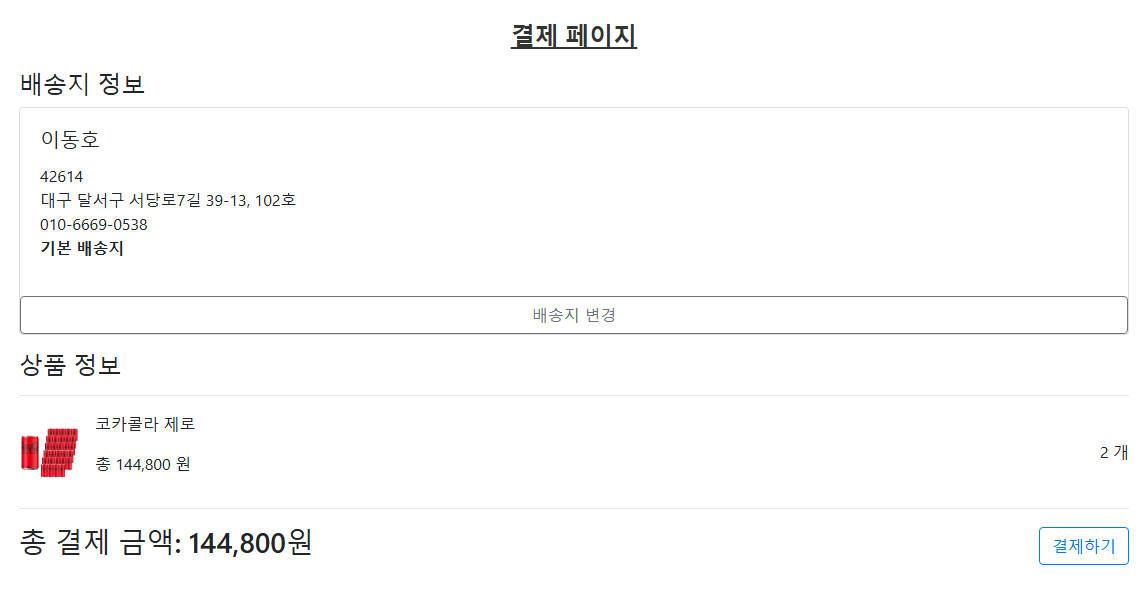 결제 페이지
배송지 정보
이동호
42614
대구 달서구 서당로7길 39-13, 102호
010-6669-0538
기본 배송지
배송지 변경
상품 정보
코카콜라 제로
총 144,800 원
2 개
총 결제 금액: 144,800원
결제하기